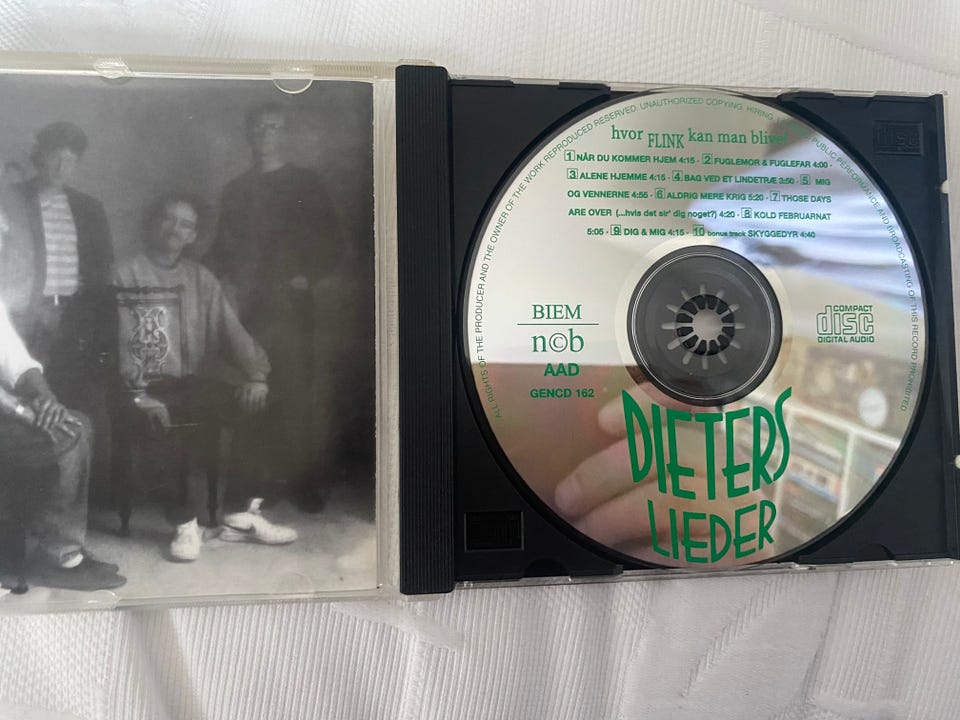 ALL RIGHTS OF THE PRODUCER AND THE OWNER OF THE WORK REPRODUCED RESERVED. UNAUTHORIZED COPYING, HIRING, PUBLIC PERFORMANCE AND BROADCASTING OF THIS RECORD PROHIBITED
hvor FLINK kan man blive?
1 NÅR DU KOMMER HJEM 4:15 · 2 FUGLEMOR & FUGLEFAR 4:00 ·
3 ALENE HJEMME 4:15 · 4 BAG VED ET LINDETRÆ 3:50 · 5 MIG
OG VENNERNE 4:55 · 6 ALDRIG MERE KRIG 5:20 · 7 THOSE DAYS
ARE OVER (...hvis det sir' dig noget?) 4:20 · 8 KOLD FEBRUARNAT
5:05 · 9 DIG & MIG 4:15 · 10 bonus track SKYGGEDYR 4:40
BIEM
n©b
AAD
GENCD 162
COMPACT
disc
DIGITAL AUDIO
DIETERS
LIEDER